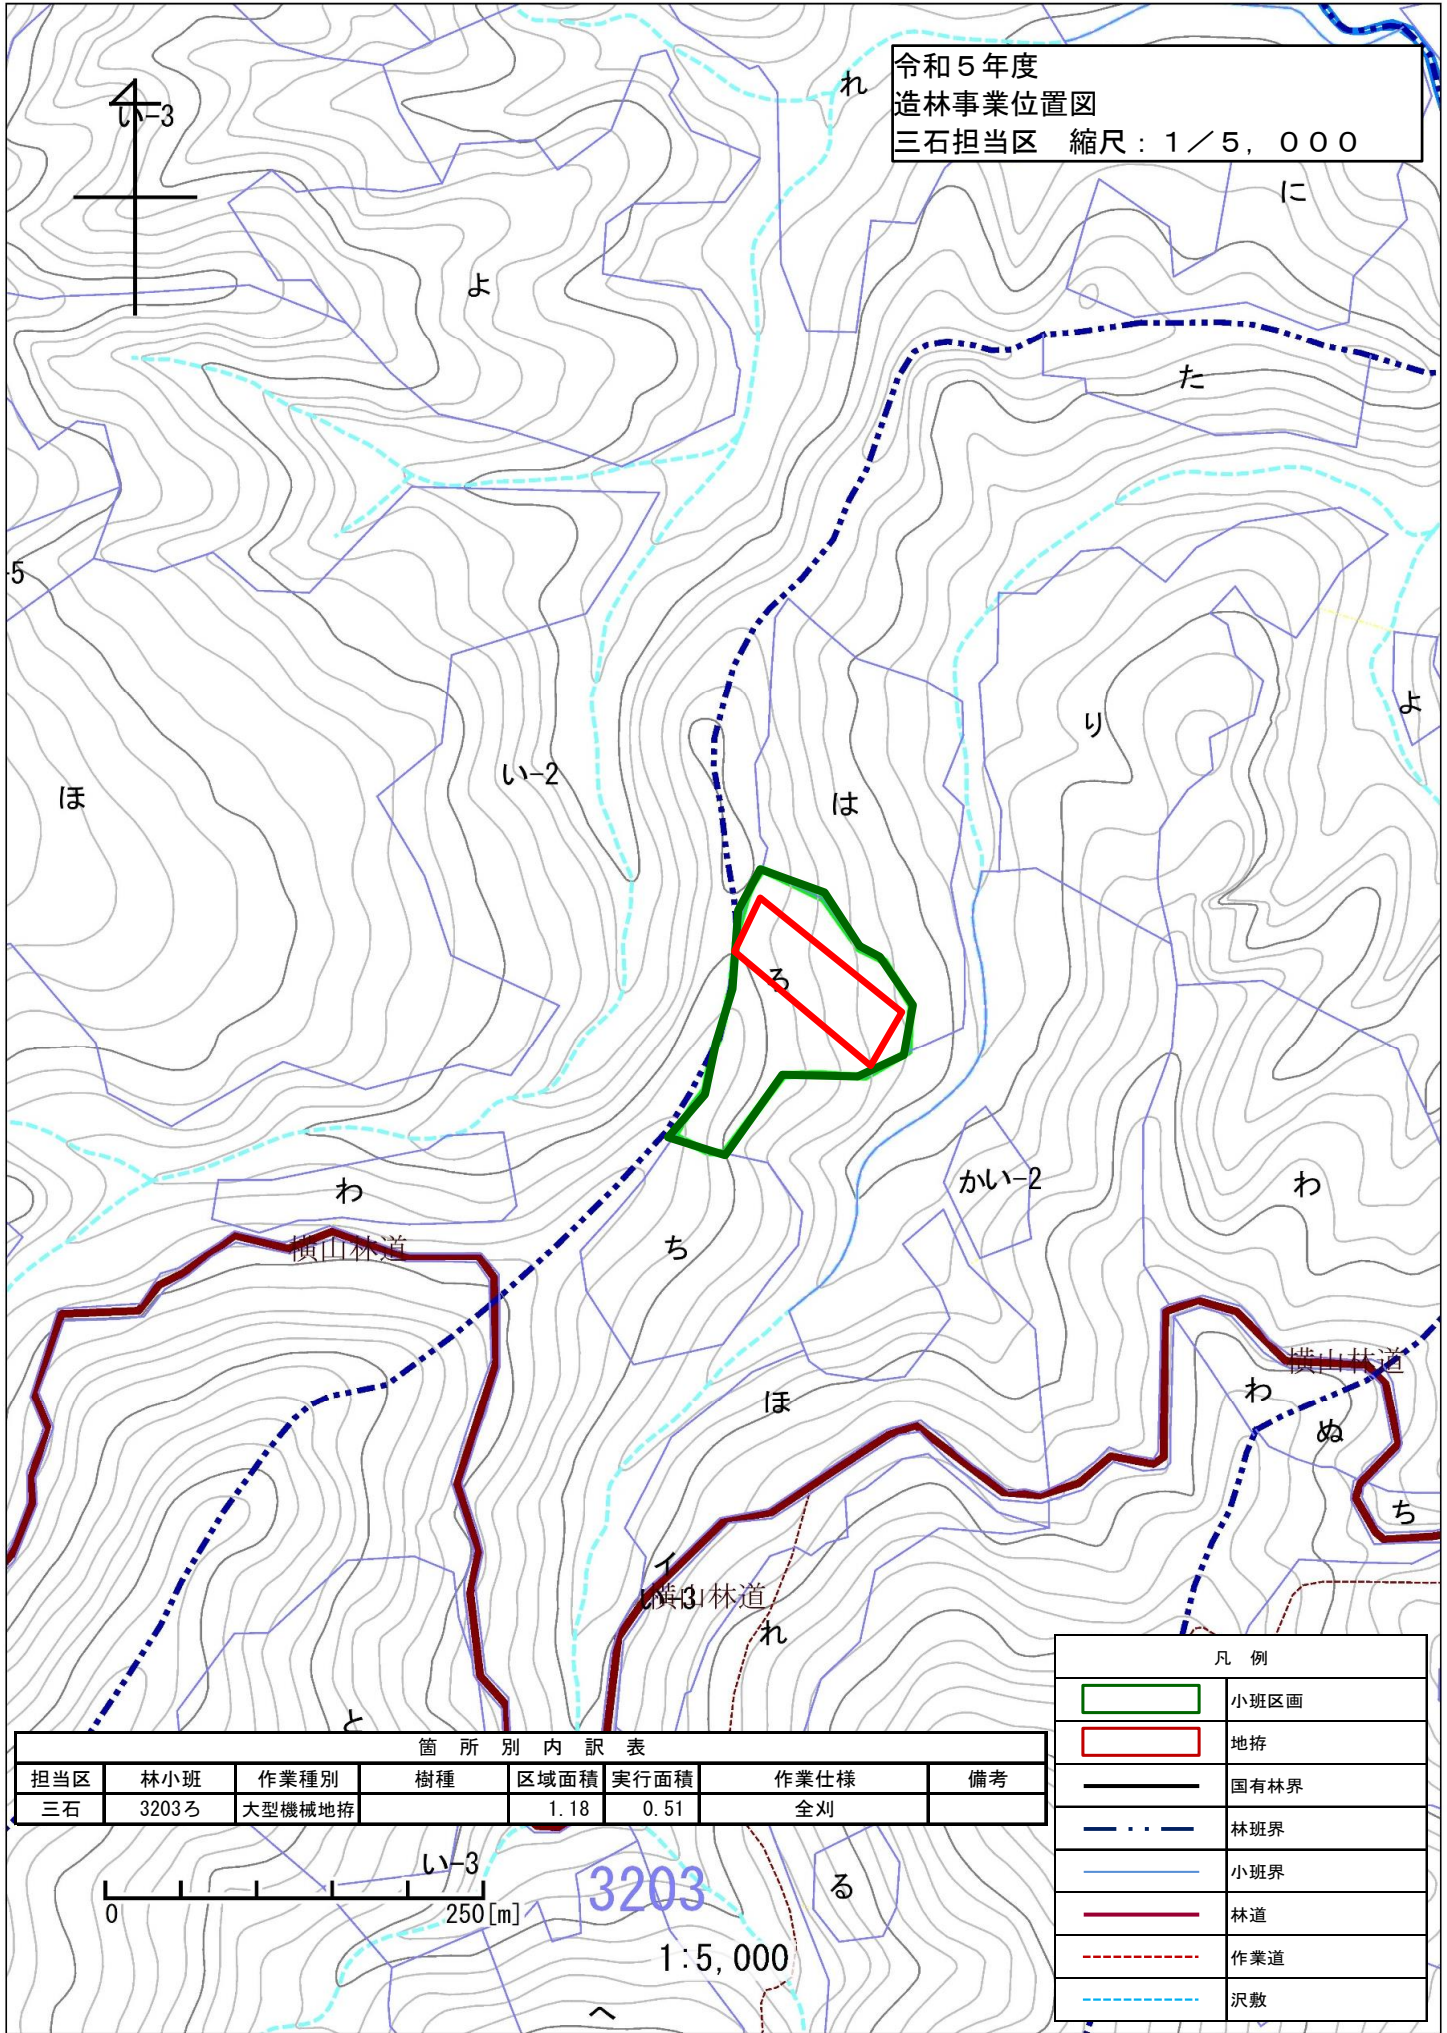 令和５年度
造林事業位置図
三石担当区　縮尺：１／５，０００
れ
い-3
に
よ
た
-5
り
よ
い-2
ほ
は
ろ
かい-2
わ
わ
ち
横山林道
横山林道
ほ
わ
ぬ
ち
イ
い-3
横山林道
れ
と
凡　例
小班区画
地拵
国有林界
林班界
小班界
林道
作業道
沢敷
箇　所　別　内　訳　表
担当区　林小班　作業種別　樹種　区域面積　実行面積　作業仕様　備考
三石　3203ろ　大型機械地拵　1.18　0.51　全刈
い-3
3203
る
0　250[m]
1:5,000
へ